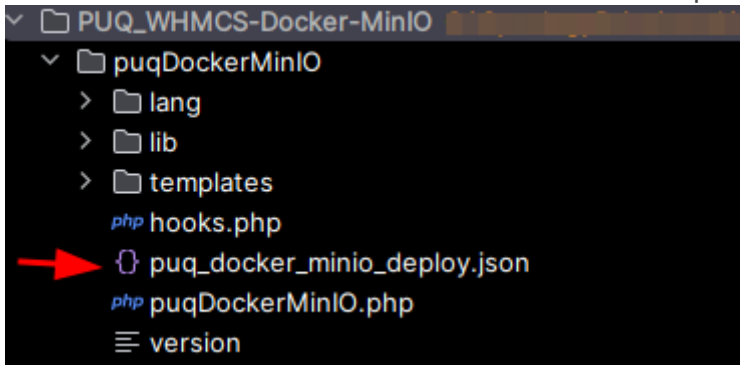 PUQ_WHMCS-Docker-MinIO
puqDockerMinIO
lang
lib
templates
php hooks.php
{} puq_docker_minio_deploy.json
php puqDockerMinIO.php
version